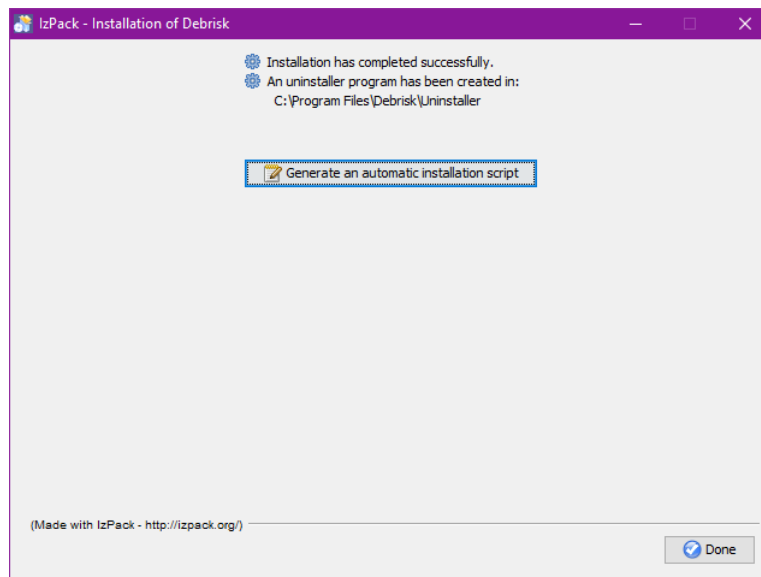 IzPack - Installation of Debrisk
Installation has completed successfully.
An uninstaller program has been created in:
C:\Program Files\Debrisk\Uninstaller
Generate an automatic installation script
(Made with IzPack - http://izpack.org/)
Done